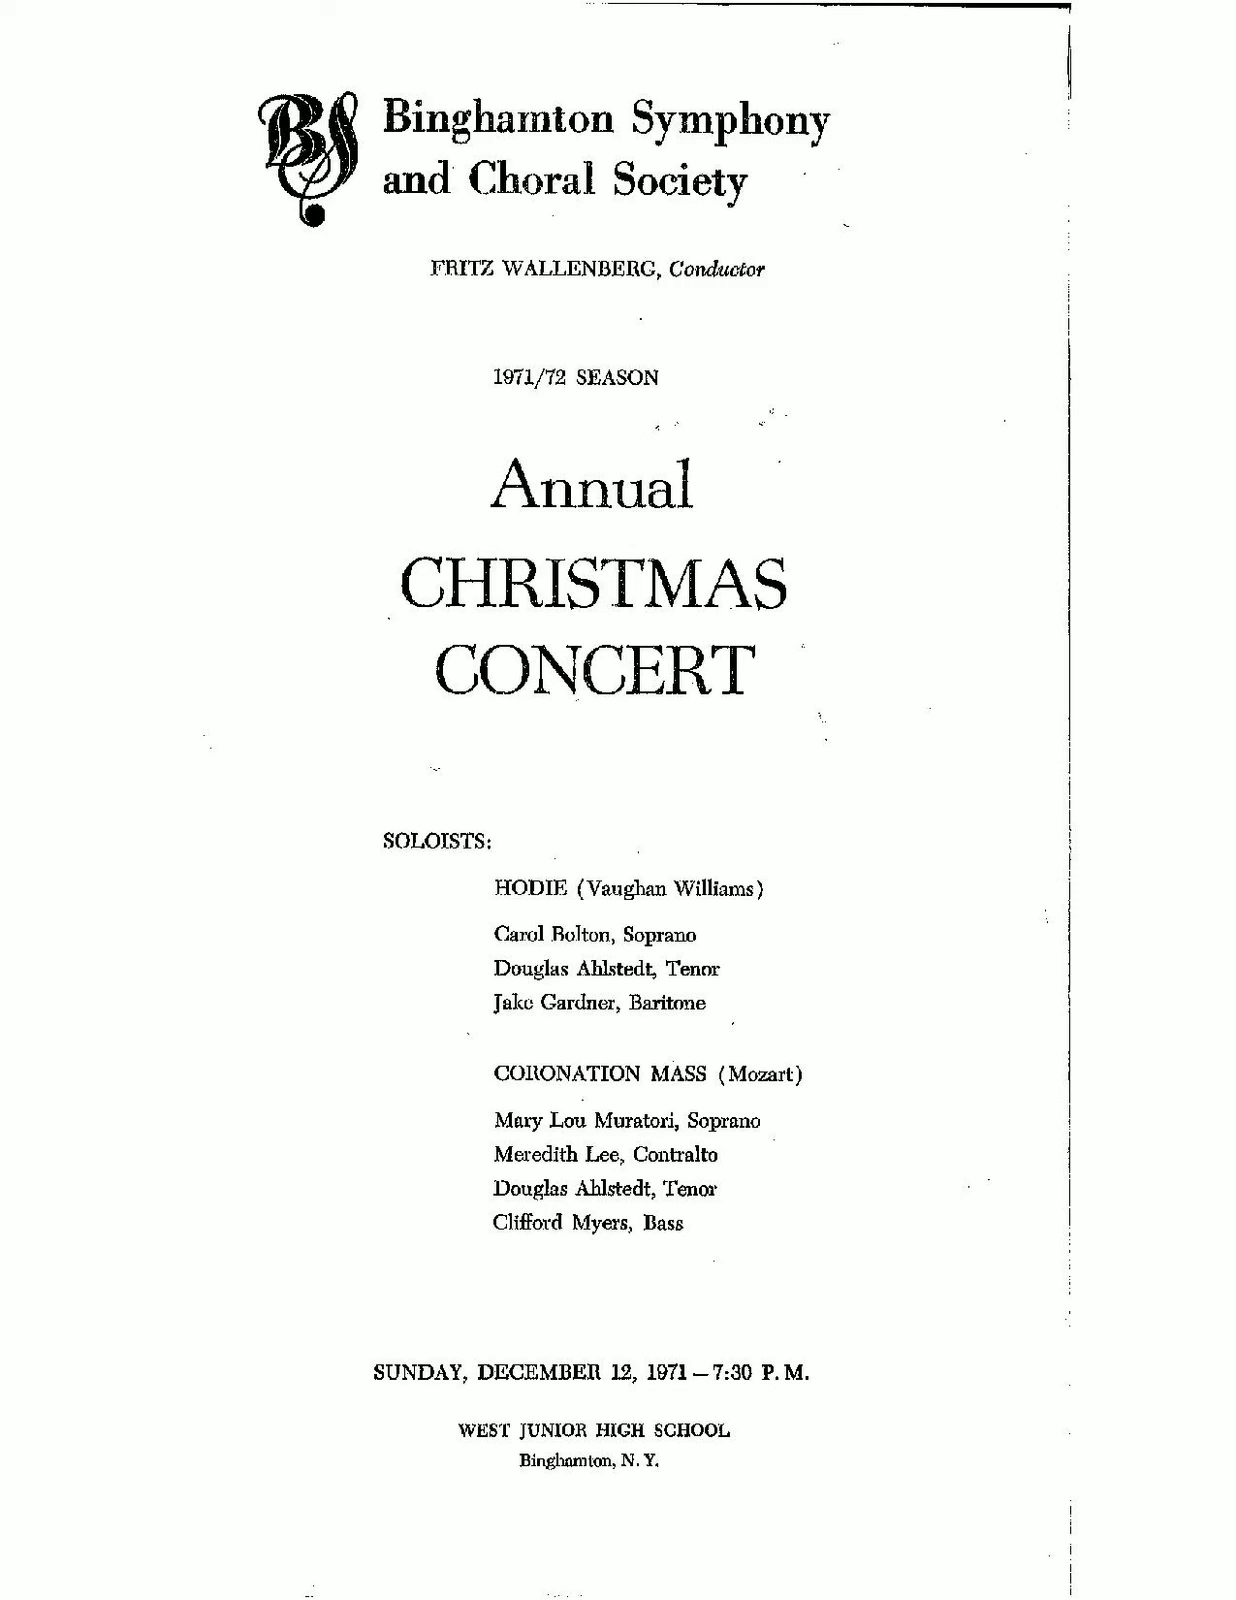 BS
Binghamton Symphony
and Choral Society
FRITZ WALLENBERG, Conductor
1971/72 SEASON
Annual
CHRISTMAS
CONCERT
SOLOISTS:
HODIE (Vaughan Williams)
Carol Bolton, Soprano
Douglas Ahlstedt, Tenor
Jake Gardner, Baritone
CORONATION MASS (Mozart)
Mary Lou Muratori, Soprano
Meredith Lee, Contralto
Douglas Ahlstedt, Tenor
Clifford Myers, Bass
SUNDAY, DECEMBER 12, 1971 – 7:30 P. M.
WEST JUNIOR HIGH SCHOOL
Binghamton, N. Y.